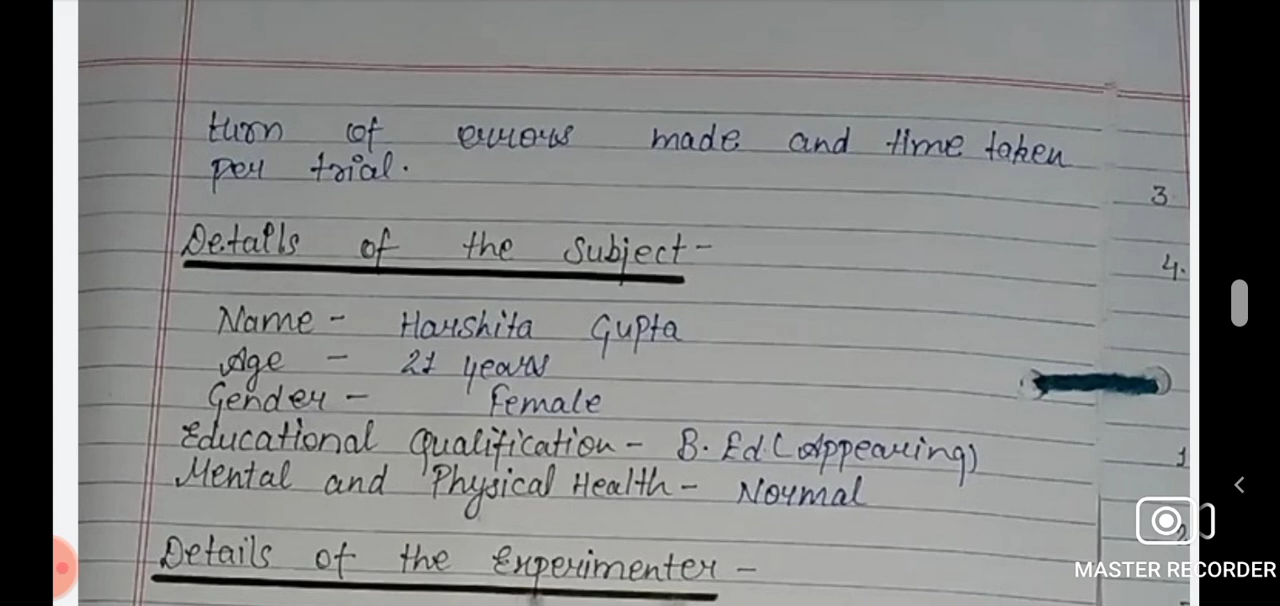 turn of errors made and time taken
per trial.
3
Details of the Subject -
4.
Name - Harshita Gupta
Age - 21 years
Gender - Female
Educational Qualification - B.Ed (Appearing)
1
Mental and Physical Health - Normal
2
MASTER RECORDER
Details of the Experimenter -